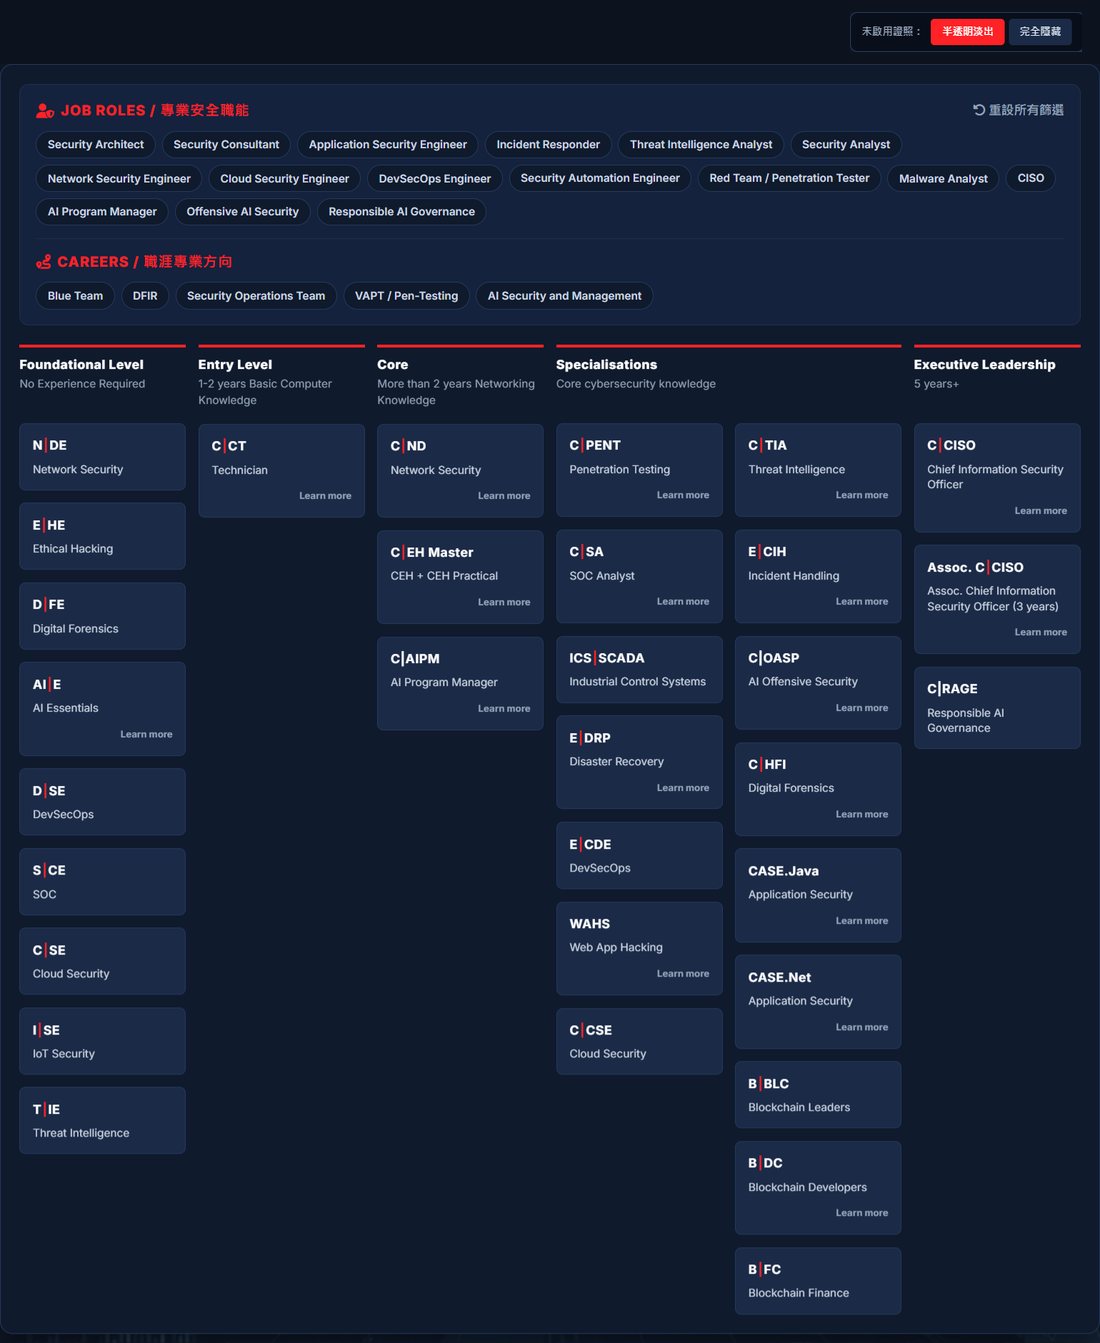 未啟用證照：
半透明淡出
完全隱藏
JOB ROLES / 專業安全職能
重設所有篩選
Security Architect
Security Consultant
Application Security Engineer
Incident Responder
Threat Intelligence Analyst
Security Analyst
Network Security Engineer
Cloud Security Engineer
DevSecOps Engineer
Security Automation Engineer
Red Team / Penetration Tester
Malware Analyst
CISO
AI Program Manager
Offensive AI Security
Responsible AI Governance
CAREERS / 職涯專業方向
Blue Team
DFIR
Security Operations Team
VAPT / Pen-Testing
AI Security and Management
Foundational Level
No Experience Required
N|DE
Network Security
E|HE
Ethical Hacking
D|FE
Digital Forensics
AI|E
AI Essentials
Learn more
D|SE
DevSecOps
S|CE
SOC
C|SE
Cloud Security
I|SE
IoT Security
T|IE
Threat Intelligence
Entry Level
1-2 years Basic Computer
Knowledge
C|CT
Technician
Learn more
Core
More than 2 years Networking
Knowledge
C|ND
Network Security
Learn more
C|EH Master
CEH + CEH Practical
Learn more
C|AIPM
AI Program Manager
Learn more
Specialisations
Core cybersecurity knowledge
C|PENT
Penetration Testing
Learn more
C|SA
SOC Analyst
Learn more
ICS|SCADA
Industrial Control Systems
E|DRP
Disaster Recovery
Learn more
E|CDE
DevSecOps
WAHS
Web App Hacking
Learn more
C|CSE
Cloud Security
C|TIA
Threat Intelligence
Learn more
E|CIH
Incident Handling
Learn more
C|OASP
AI Offensive Security
Learn more
C|HFI
Digital Forensics
Learn more
CASE.Java
Application Security
Learn more
CASE.Net
Application Security
Learn more
B|BLC
Blockchain Leaders
B|DC
Blockchain Developers
Learn more
B|FC
Blockchain Finance
Executive Leadership
5 years+
C|CISO
Chief Information Security
Officer
Learn more
Assoc. C|CISO
Assoc. Chief Information
Security Officer (3 years)
Learn more
C|RAGE
Responsible AI
Governance